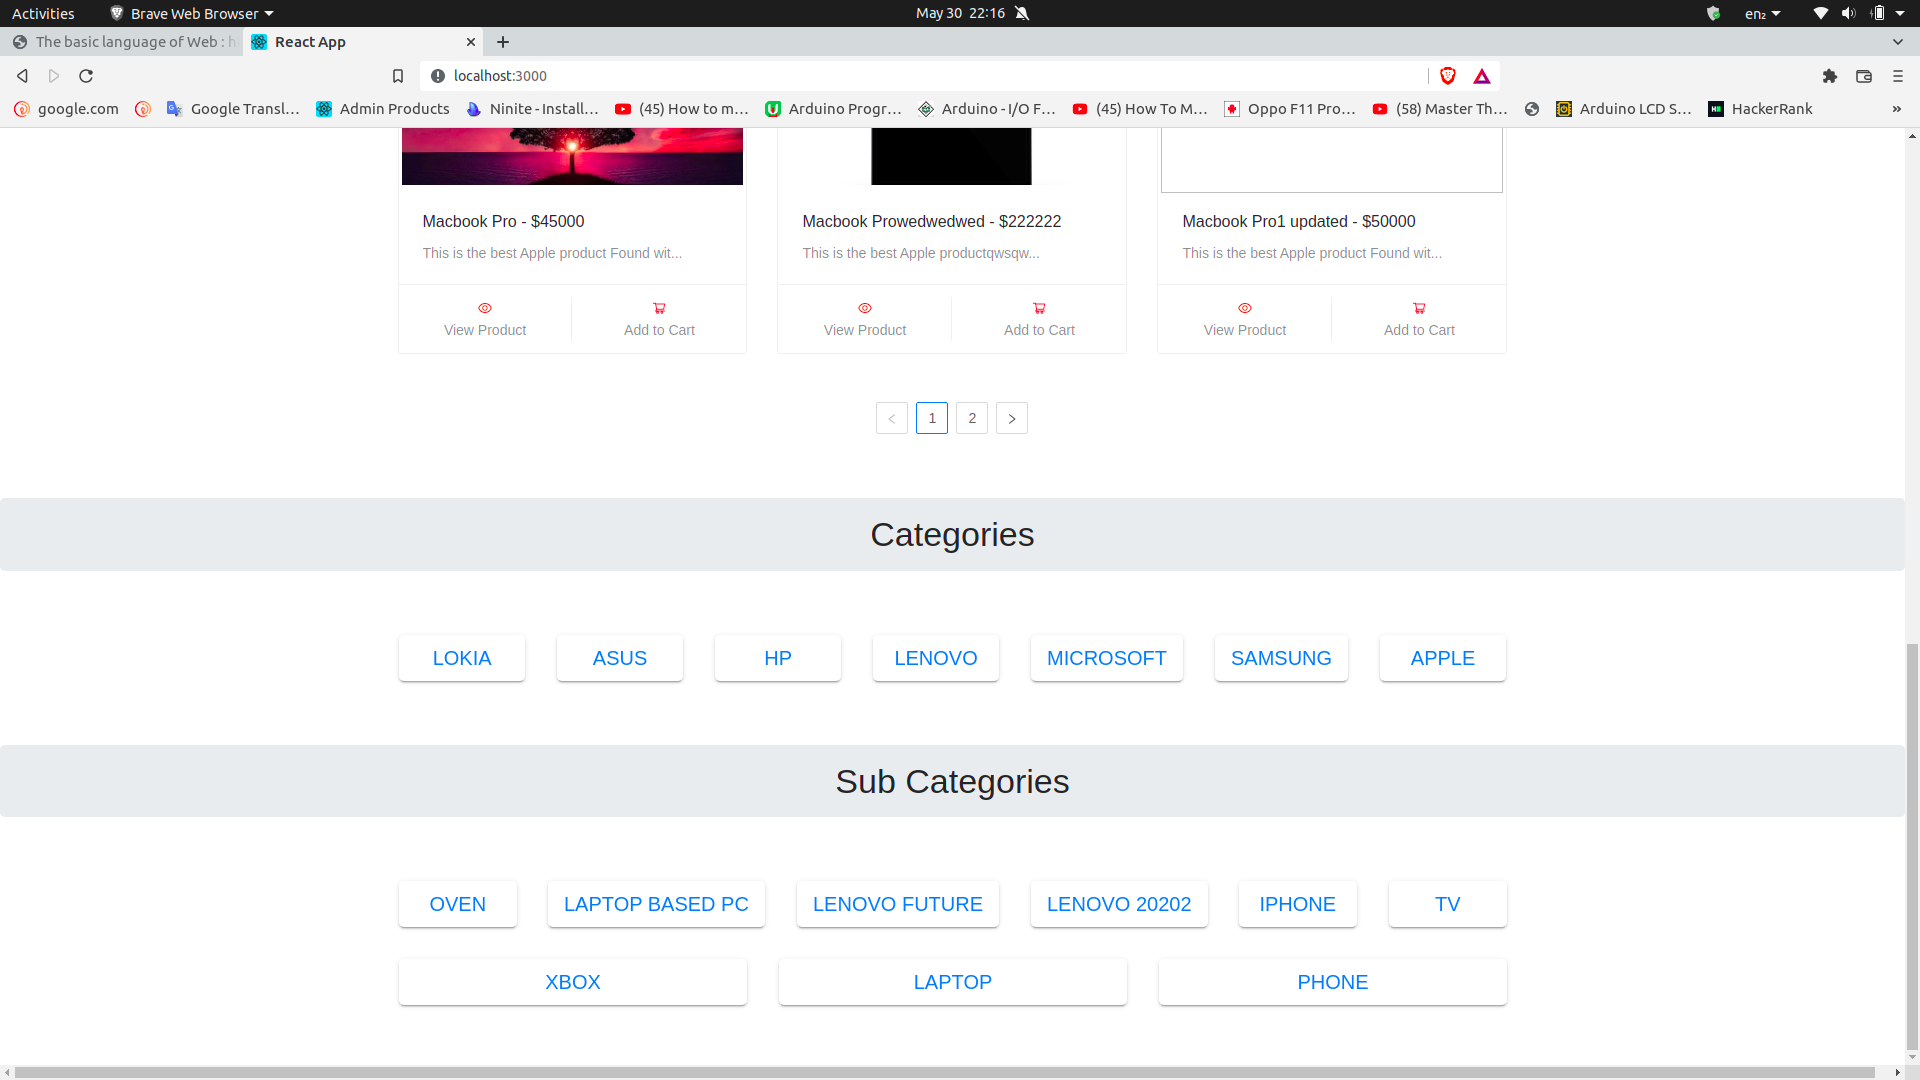 Activities Brave Web Browser May 30 22:16 en₂
The basic language of Web : h React App
localhost:3000
google.com Google Transl... Admin Products Ninite - Install... (45) How to m... Arduino Progr... Arduino - I/O F... (45) How To M... Oppo F11 Pro... (58) Master Th... Arduino LCD S... HackerRank »
Macbook Pro - $45000 Macbook Prowedwedwed - $222222 Macbook Pro1 updated - $50000
This is the best Apple product Found wit... This is the best Apple productqwsqw... This is the best Apple product Found wit...
View Product Add to Cart View Product Add to Cart View Product Add to Cart
< 1 2 >
Categories
LOKIA ASUS HP LENOVO MICROSOFT SAMSUNG APPLE
Sub Categories
OVEN LAPTOP BASED PC LENOVO FUTURE LENOVO 20202 IPHONE TV
XBOX LAPTOP PHONE